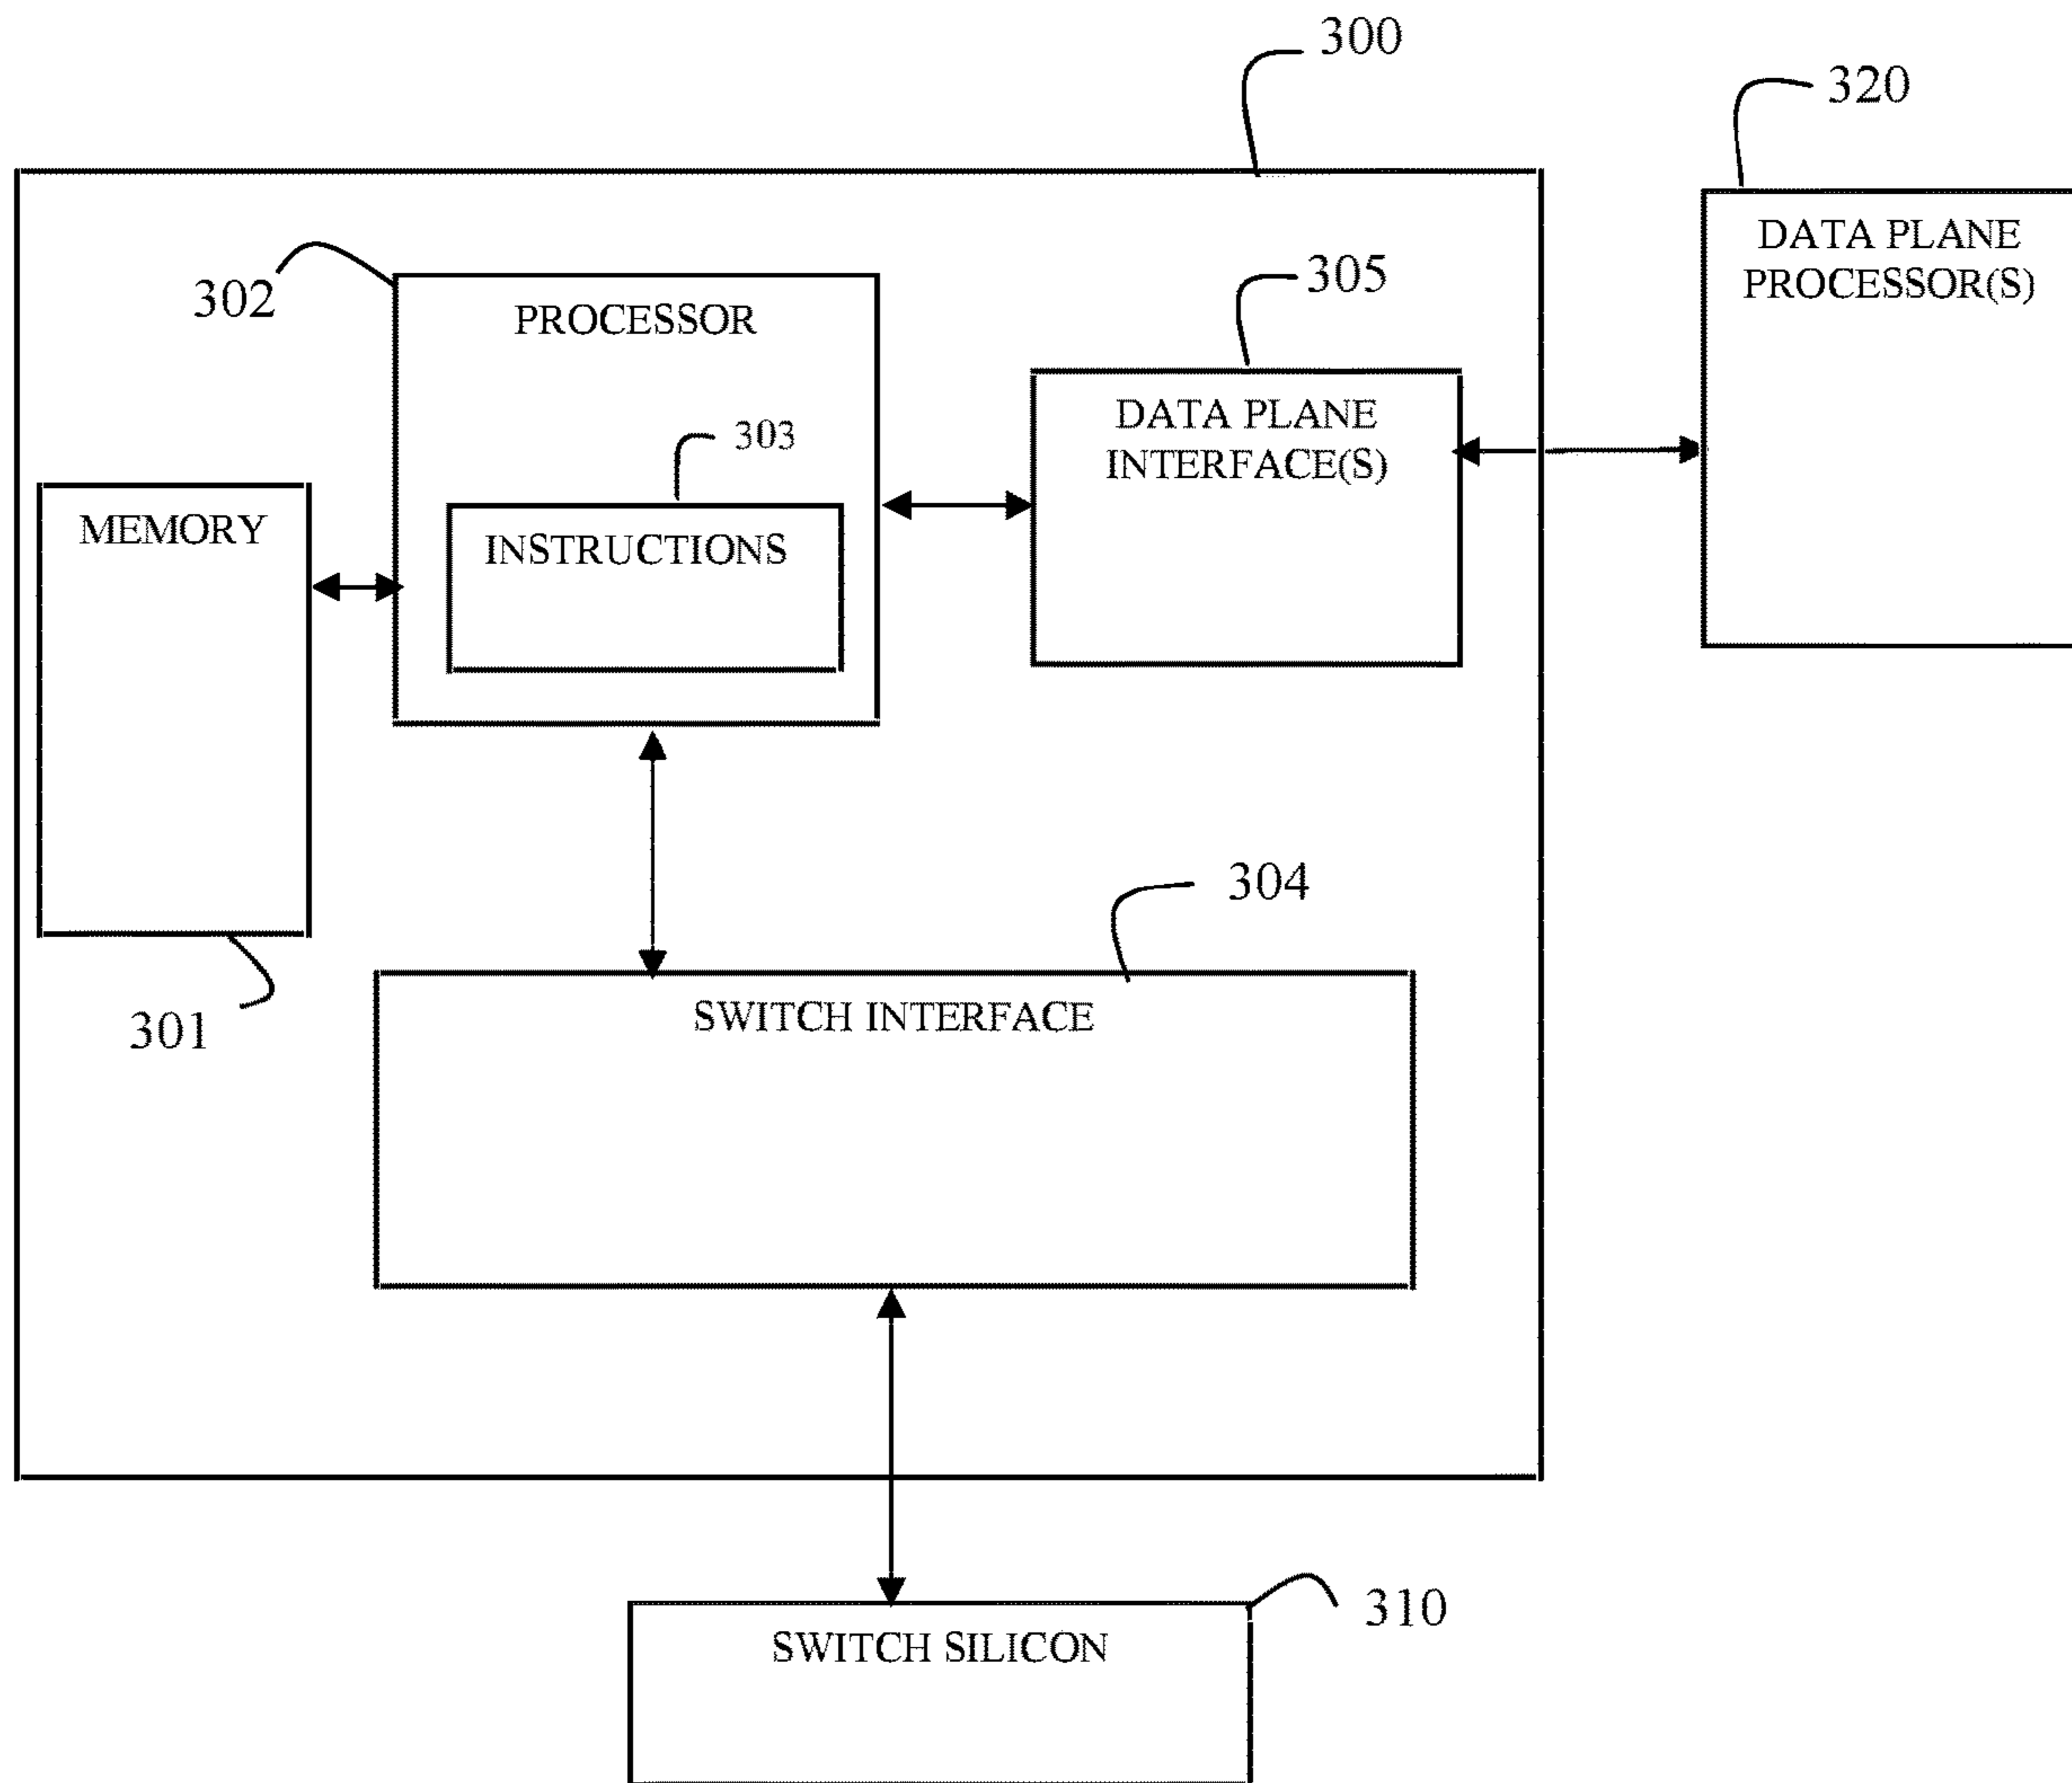 300
320
DATA PLANE
PROCESSOR(S)
302
PROCESSOR
305
303
DATA PLANE
INTERFACE(S)
MEMORY
INSTRUCTIONS
304
301
SWITCH INTERFACE
310
SWITCH SILICON